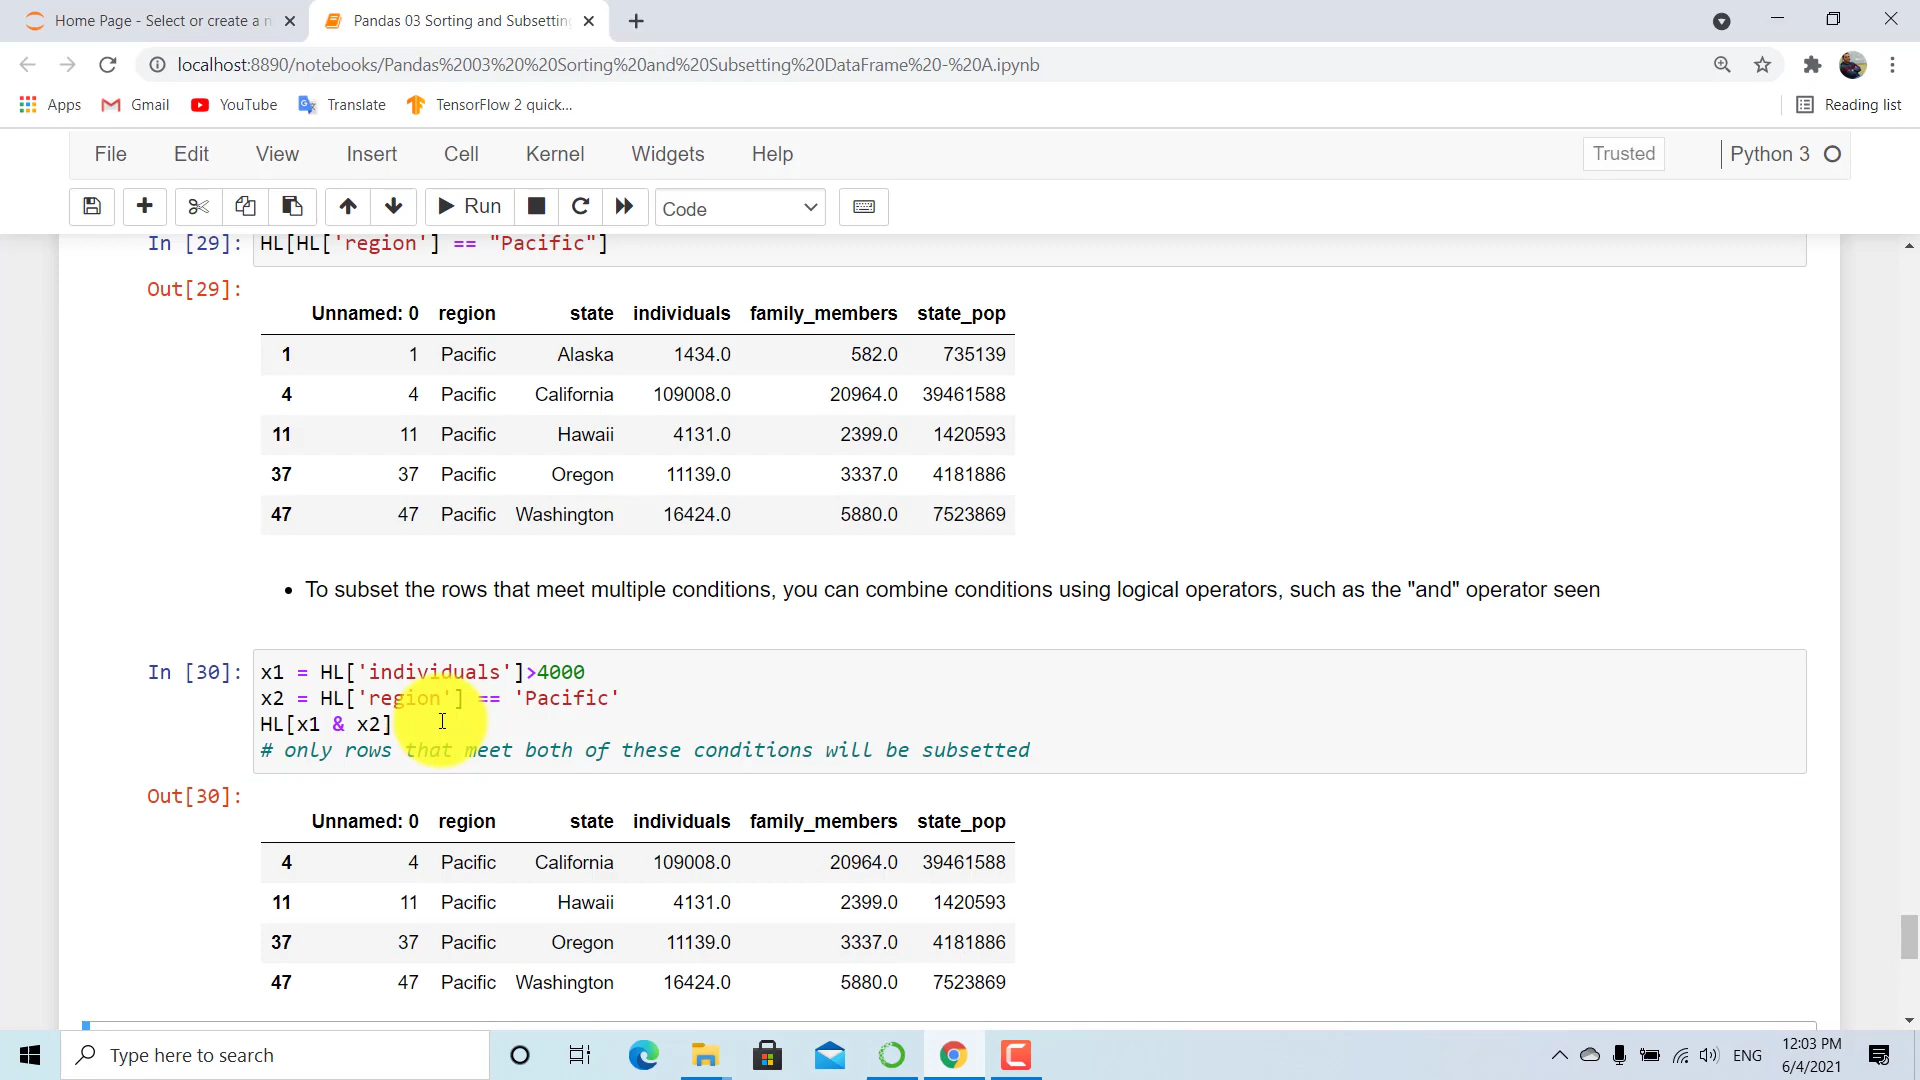 Home Page - Select or create a n
Pandas 03 Sorting and Subsetting
localhost:8890/notebooks/Pandas%2003%20%20Sorting%20and%20Subsetting%20DataFrame%20-%20A.ipynb
Apps Gmail YouTube Translate TensorFlow 2 quick... Reading list
File Edit View Insert Cell Kernel Widgets Help Trusted Python 3
Run Code
In [29]: HL[HL['region'] == "Pacific"]
Out[29]:
Unnamed: 0 region state individuals family_members state_pop
1 1 Pacific Alaska 1434.0 582.0 735139
4 4 Pacific California 109008.0 20964.0 39461588
11 11 Pacific Hawaii 4131.0 2399.0 1420593
37 37 Pacific Oregon 11139.0 3337.0 4181886
47 47 Pacific Washington 16424.0 5880.0 7523869
• To subset the rows that meet multiple conditions, you can combine conditions using logical operators, such as the "and" operator seen
In [30]: x1 = HL['individuals']>4000
x2 = HL['region'] == 'Pacific'
HL[x1 & x2]
# only rows that meet both of these conditions will be subsetted
Out[30]:
Unnamed: 0 region state individuals family_members state_pop
4 4 Pacific California 109008.0 20964.0 39461588
11 11 Pacific Hawaii 4131.0 2399.0 1420593
37 37 Pacific Oregon 11139.0 3337.0 4181886
47 47 Pacific Washington 16424.0 5880.0 7523869
Type here to search
ENG
12:03 PM
6/4/2021